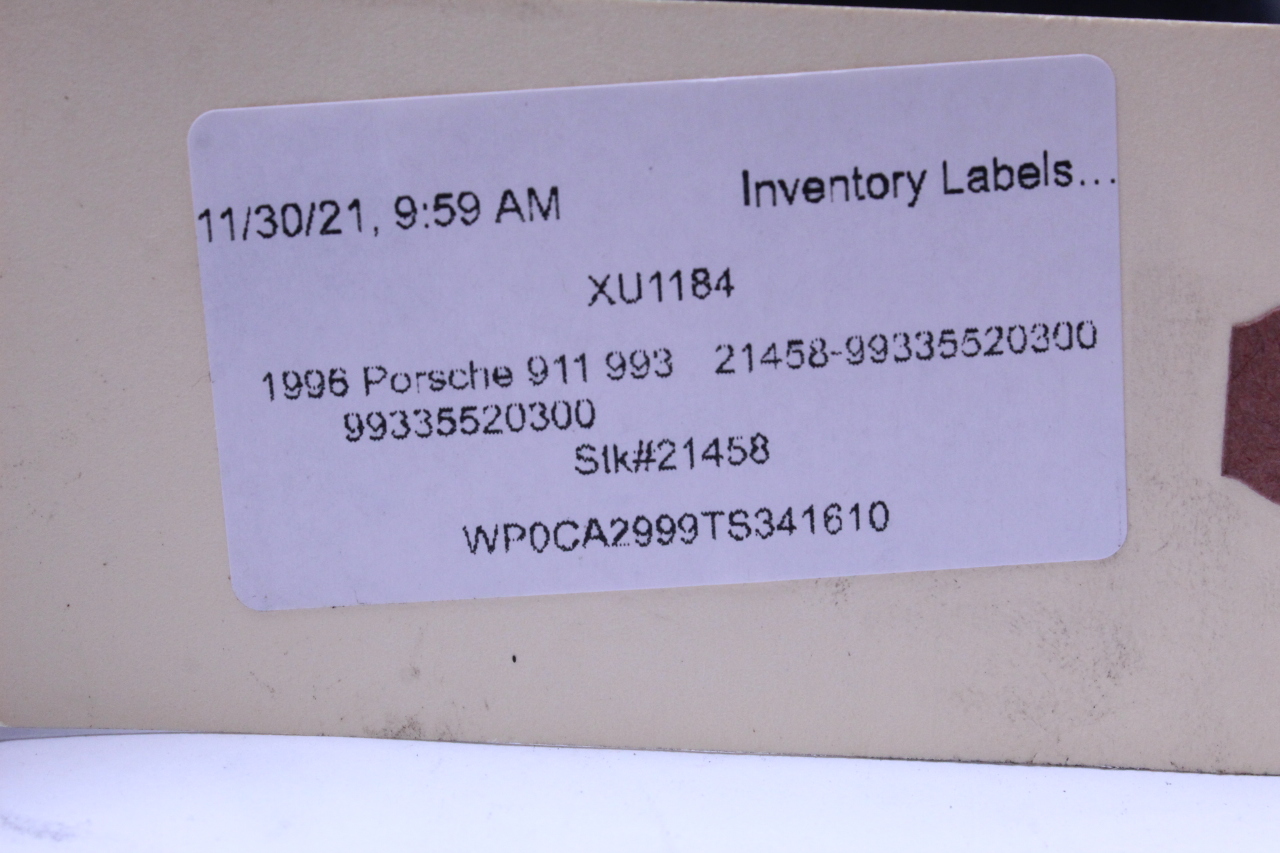 11/30/21, 9:59 AM Inventory Labels...
XU1184
1996 Porsche 911 993 21458-99335520300
99335520300
Stk#21458
WP0CA2999TS341610